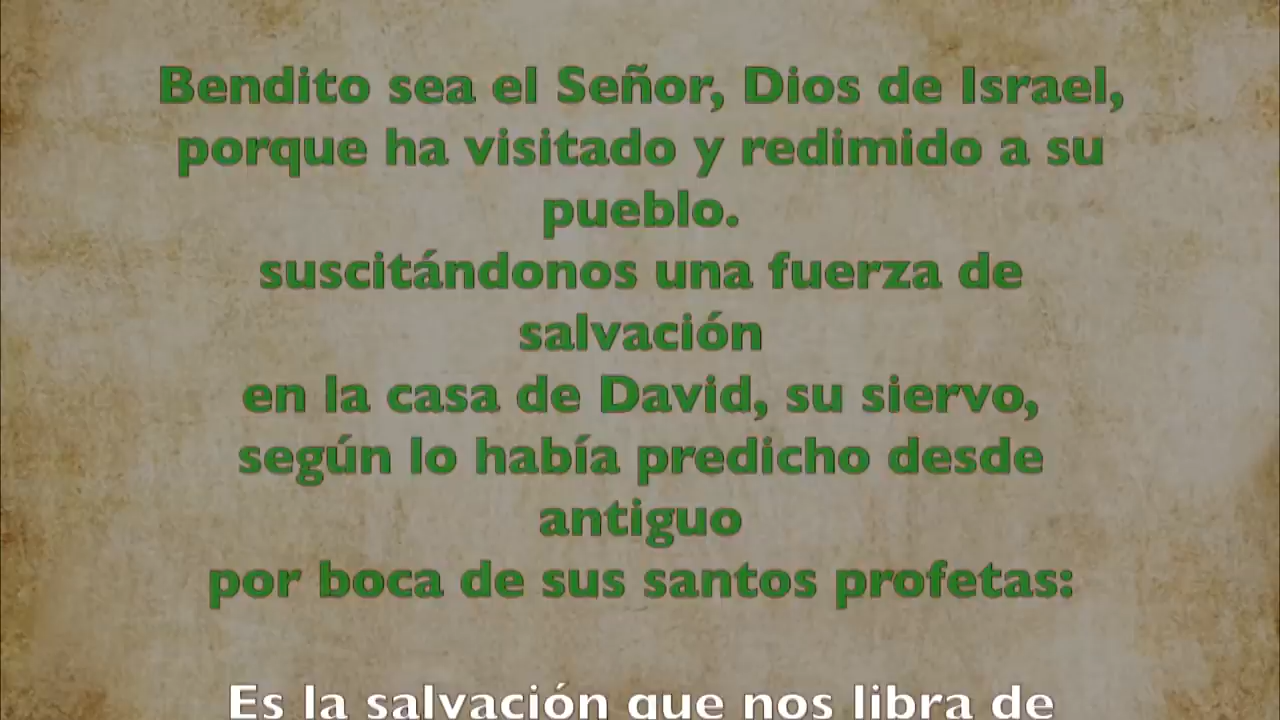 Bendito sea el Señor, Dios de Israel,
porque ha visitado y redimido a su
pueblo.
suscitándonos una fuerza de
salvación
en la casa de David, su siervo,
según lo había predicho desde
antiguo
por boca de sus santos profetas:
Es la salvación que nos libra de